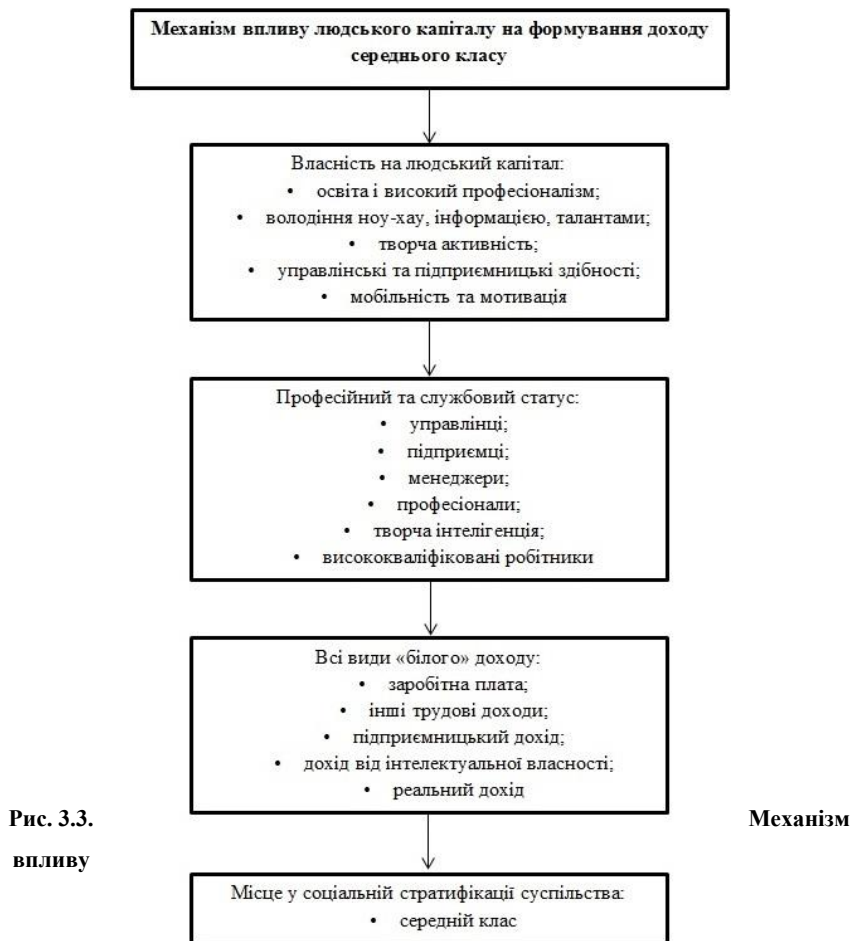 Механізм впливу людського капіталу на формування доходу
середнього класу
Власність на людський капітал:
• освіта і високий професіоналізм;
• володіння ноу-хау, інформацією, талантами;
• творча активність;
• управлінські та підприємницькі здібності;
• мобільність та мотивація
Професійний та службовий статус:
• управлінці;
• підприємці;
• менеджери;
• професіонали;
• творча інтелігенція;
• висококваліфіковані робітники
Всі види «білого» доходу:
• заробітна плата;
• інші трудові доходи;
• підприємницький дохід;
• дохід від інтелектуальної власності;
• реальний дохід
Рис. 3.3. Механізм
впливу
Місце у соціальній стратифікації суспільства:
• середній клас